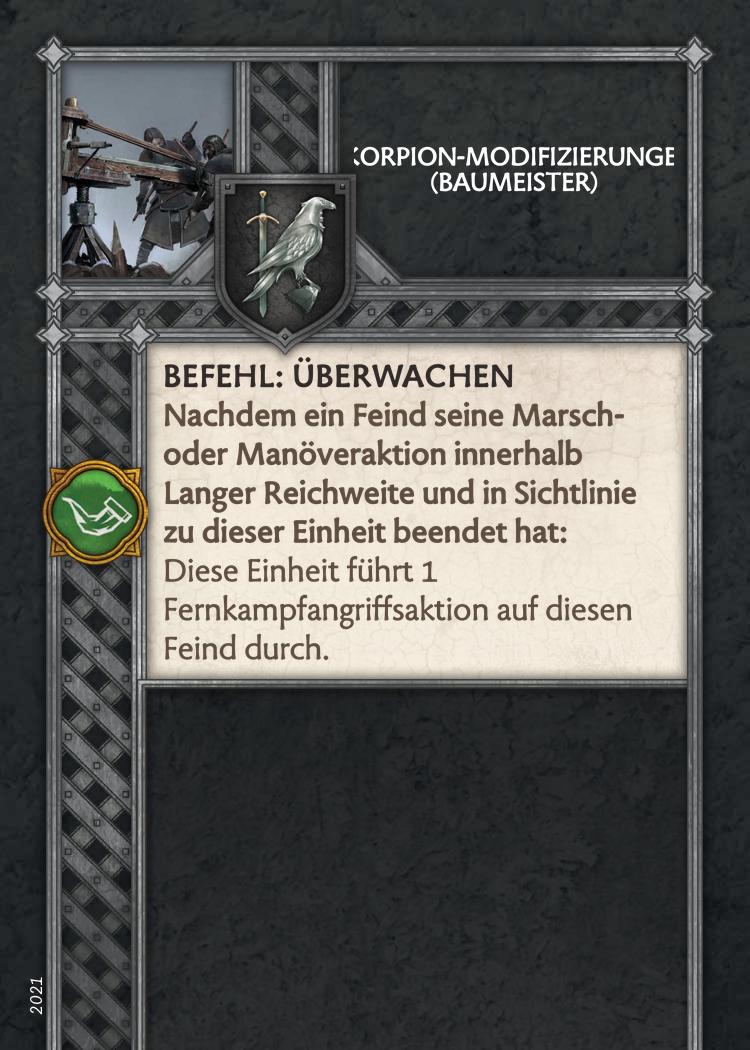 KORPION-MODIFIZIERUNGE
(BAUMEISTER)
BEFEHL: ÜBERWACHEN
Nachdem ein Feind seine Marsch-
oder Manöveraktion innerhalb
Langer Reichweite und in Sichtlinie
zu dieser Einheit beendet hat:
Diese Einheit führt 1
Fernkampfangriffsaktion auf diesen
Feind durch.
2021